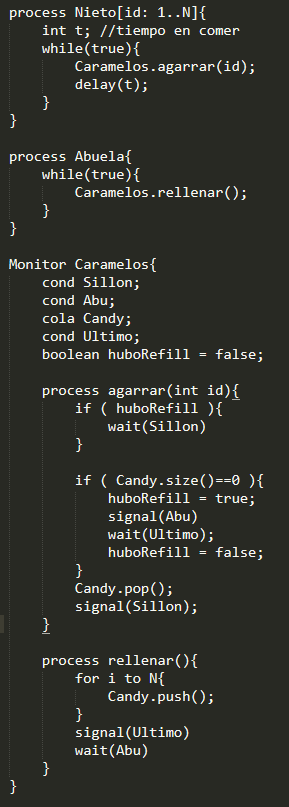 process Nieto[id: 1..N]{
    int t; //tiempo en comer
    while(true){
        Caramelos.agarrar(id);
        delay(t);
    }
}

process Abuela{
    while(true){
        Caramelos.rellenar();
    }
}

Monitor Caramelos{
    cond Sillon;
    cond Abu;
    cola Candy;
    cond Ultimo;
    boolean huboRefill = false;

    process agarrar(int id){
        if ( huboRefill ){
            wait(Sillon)
        }

        if ( Candy.size()==0 ){
            huboRefill = true;
            signal(Abu)
            wait(Ultimo);
            huboRefill = false;
        }
        Candy.pop();
        signal(Sillon);
    }

    process rellenar(){
        for i to N{
            Candy.push();
        }
        signal(Ultimo)
        wait(Abu)
    }
}